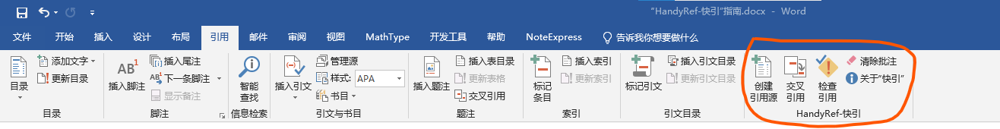 “HandyRef-快引”指南.docx - Word
文件 开始 插入 设计 布局 引用 邮件 审阅 视图 MathType 开发工具 帮助 NoteExpress 告诉我你想要做什么
目录
添加文字
更新目录
目录
AB1
插入脚注
插入尾注
AB1 下一条脚注
显示备注
脚注
智能
查找
信息检索
插入引文
管理源
样式: APA
书目
引文与书目
插入题注
插入表目录
更新表格
交叉引用
题注
标记
条目
插入索引
更新索引
索引
标记引文
插入引文目录
更新引文目录
引文目录
创建
引用源
交叉
引用
检查
引用
清除批注
关于“快引”
HandyRef-快引